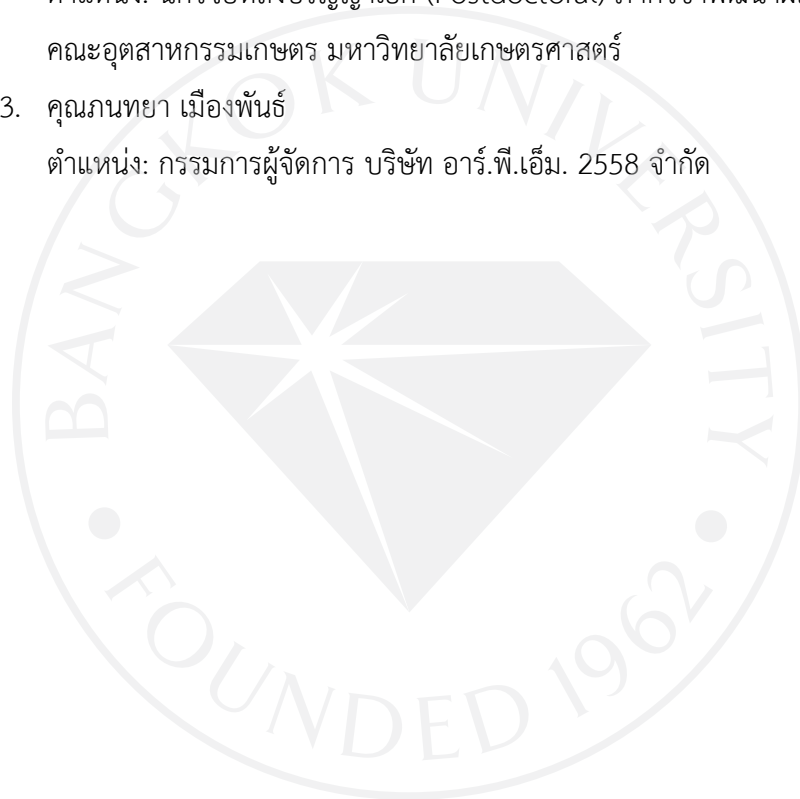 คณะอุตสาหกรรมเกษตร มหาวิทยาลัยเกษตรศาสตร์
3. คุณภนทยา เมืองพันธ์
ตำแหน่ง: กรรมการผู้จัดการ บริษัท อาร์.พี.เอ็ม. 2558 จำกัด
BANGKOK UNIVERSITY
FOUNDED 1962